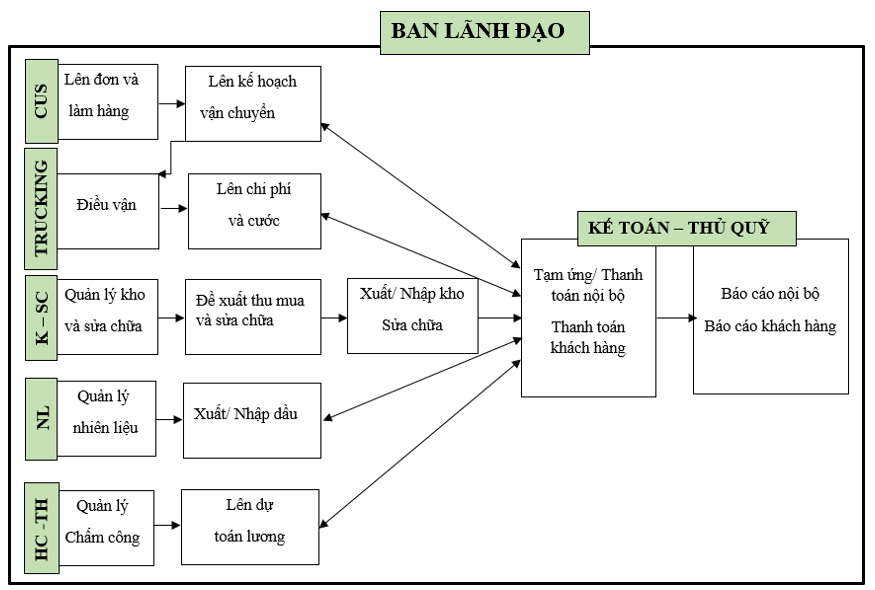 BAN LÃNH ĐẠO
CUS
Lên đơn và
làm hàng
Lên kế hoạch
vận chuyển
TRUCKING
Điều vận
Lên chi phí
và cước
K – SC
Quản lý kho
và sửa chữa
Đề xuất thu mua
và sửa chữa
Xuất/ Nhập kho
Sửa chữa
NL
Quản lý
nhiên liệu
Xuất/ Nhập dầu
HC -TH
Quản lý
Chấm công
Lên dự
toán lương
KẾ TOÁN – THỦ QUỸ
Tạm ứng/ Thanh
toán nội bộ
Thanh toán
khách hàng
Báo cáo nội bộ
Báo cáo khách hàng